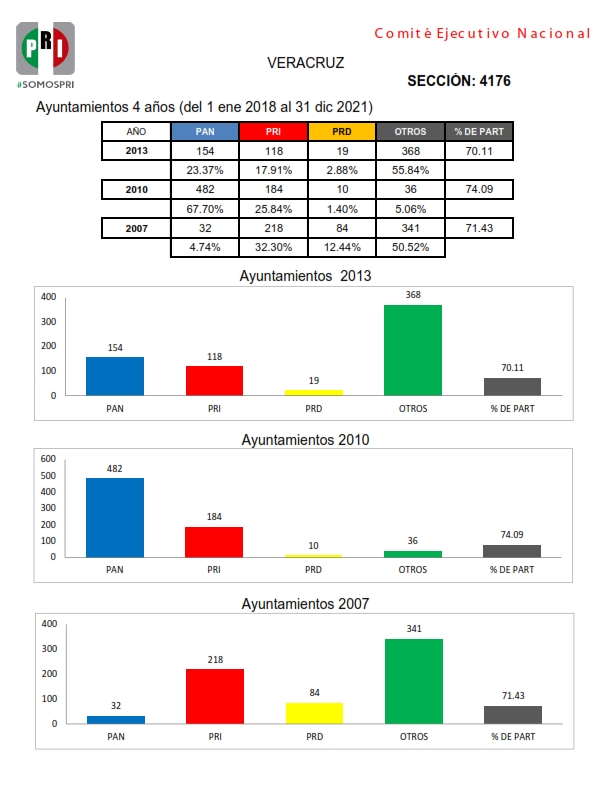 Comité Ejecutivo Nacional
PRI
#SOMOSPRI
VERACRUZ
SECCIÒN: 4176
Ayuntamientos 4 años (del 1 ene 2018 al 31 dic 2021)
AÑO PAN PRI PRD OTROS % DE PART
2013 154 118 19 368 70.11
23.37% 17.91% 2.88% 55.84%
2010 482 184 10 36 74.09
67.70% 25.84% 1.40% 5.06%
2007 32 218 84 341 71.43
4.74% 32.30% 12.44% 50.52%
Ayuntamientos 2013
400
300
200
100
0
154 118 19 368 70.11
PAN PRI PRD OTROS % DE PART
Ayuntamientos 2010
600
500
400
300
200
100
0
482 184 10 36 74.09
PAN PRI PRD OTROS % DE PART
Ayuntamientos 2007
400
300
200
100
0
32 218 84 341 71.43
PAN PRI PRD OTROS % DE PART